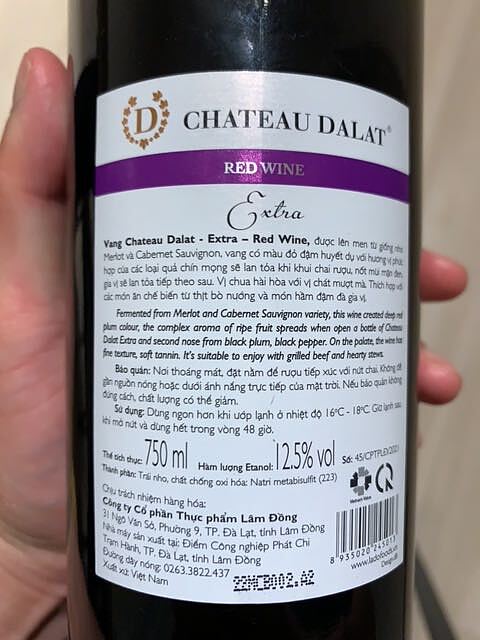 D
CHATEAU DALAT®
RED WINE
Extra
Vang Chateau Dalat - Extra – Red Wine, được lên men từ giống nho
Merlot và Cabernet Sauvignon, vang có màu đỏ đậm huyết dụ với hương vị phức
hợp của các loại quả chín mọng sẽ lan tỏa khi khui chai rượu, nốt mùi mận đen,
gia vị sẽ lan tỏa tiếp theo sau. Vị chua hài hòa với vị chát mượt mà. Thích hợp với
các món ăn chế biến từ thịt bò nướng và món hầm đậm đà gia vị.
Fermented from Merlot and Cabernet Sauvignon variety, this wine created deep red
plum colour, the complex aroma of ripe fruit spreads when open a bottle of Chateau
Dalat Extra and second nose from black plum, black pepper. On the palate, the wine has
fine texture, soft tannin. It's suitable to enjoy with grilled beef and hearty stews.
Bảo quản: Nơi thoáng mát, đặt nằm để rượu tiếp xúc với nút chai. Không để
gần nguồn nóng hoặc dưới ánh nắng trực tiếp của mặt trời. Nếu bảo quản không
đúng cách, chất lượng có thể giảm.
Sử dụng: Dùng ngon hơn khi ướp lạnh ở nhiệt độ 16°C - 18°C. Giữ lạnh sau
khi mở nút và dùng hết trong vòng 48 giờ.
Thể tích thực: 750 ml Hàm lượng Etanol: 12.5% vol Số: 45/CPTPLĐ/2021
Thành phần: Trái nho, chất chống oxi hóa: Natri metabisulfit (223)
Chịu trách nhiệm hàng hóa:
Công ty Cổ phần Thực phẩm Lâm Đồng
31 Ngô Văn Sở, Phường 9, TP. Đà Lạt, tỉnh Lâm Đồng
Nhà máy sản xuất tại: Điểm Công nghiệp Phát Chi
Trạm Hành, TP. Đà Lạt, tỉnh Lâm Đồng
Đường dây nóng: 0263.3822.437
Xuất xứ: Việt Nam
22NCB002.A2
8 935020 245013
www.ladofoods.vn